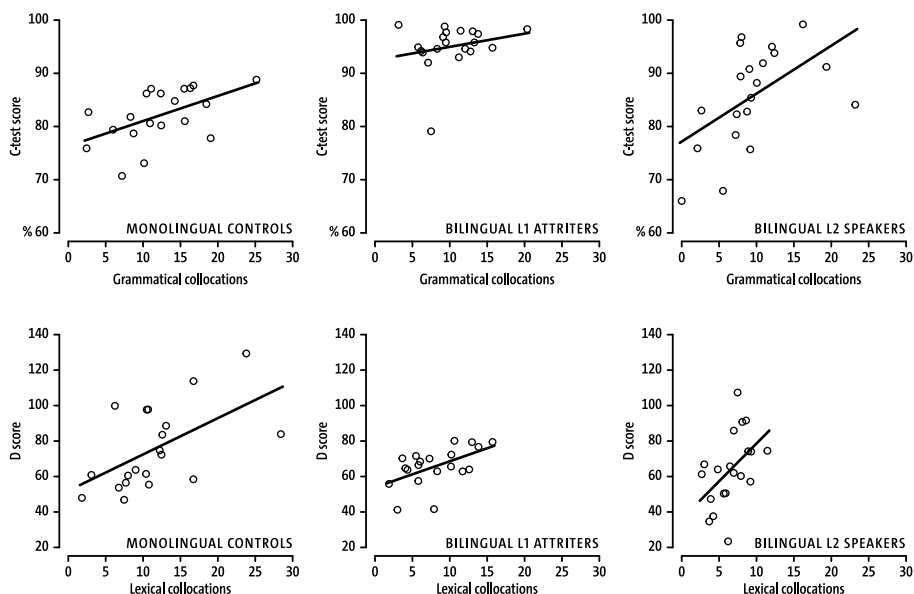 100
90
80
70
% 60
C-test score
MONOLINGUAL CONTROLS
0 5 10 15 20 25 30
Grammatical collocations
100
90
80
70
% 60
C-test score
BILINGUAL L1 ATTRITERS
0 5 10 15 20 25 30
Grammatical collocations
100
90
80
70
% 60
C-test score
BILINGUAL L2 SPEAKERS
0 5 10 15 20 25 30
Grammatical collocations
140
120
100
80
60
40
20
D score
MONOLINGUAL CONTROLS
0 5 10 15 20 25 30
Lexical collocations
140
120
100
80
60
40
20
D score
BILINGUAL L1 ATTRITERS
0 5 10 15 20 25 30
Lexical collocations
140
120
100
80
60
40
20
D score
BILINGUAL L2 SPEAKERS
0 5 10 15 20 25 30
Lexical collocations